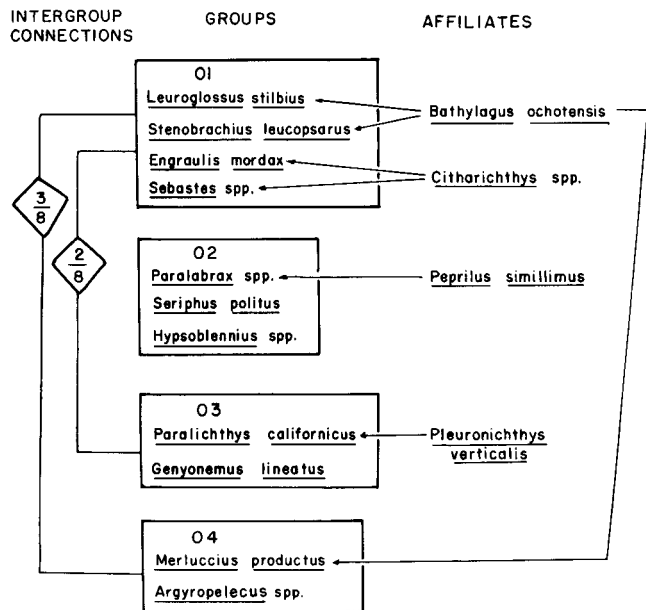 INTERGROUP CONNECTIONS
GROUPS
AFFILIATES
01
Leuroglossus stilbius
Stenobrachius leucopsarus
Engraulis mordax
Sebastes spp.
Bathylagus ochotensis
Citharichthys spp.
3/8
2/8
02
Paralabrax spp.
Seriphus politus
Hypsoblennius spp.
Peprilus simillimus
03
Paralichthys californicus
Genyonemus lineatus
Pleuronichthys
verticalis
04
Merluccius productus
Argyropelecus spp.